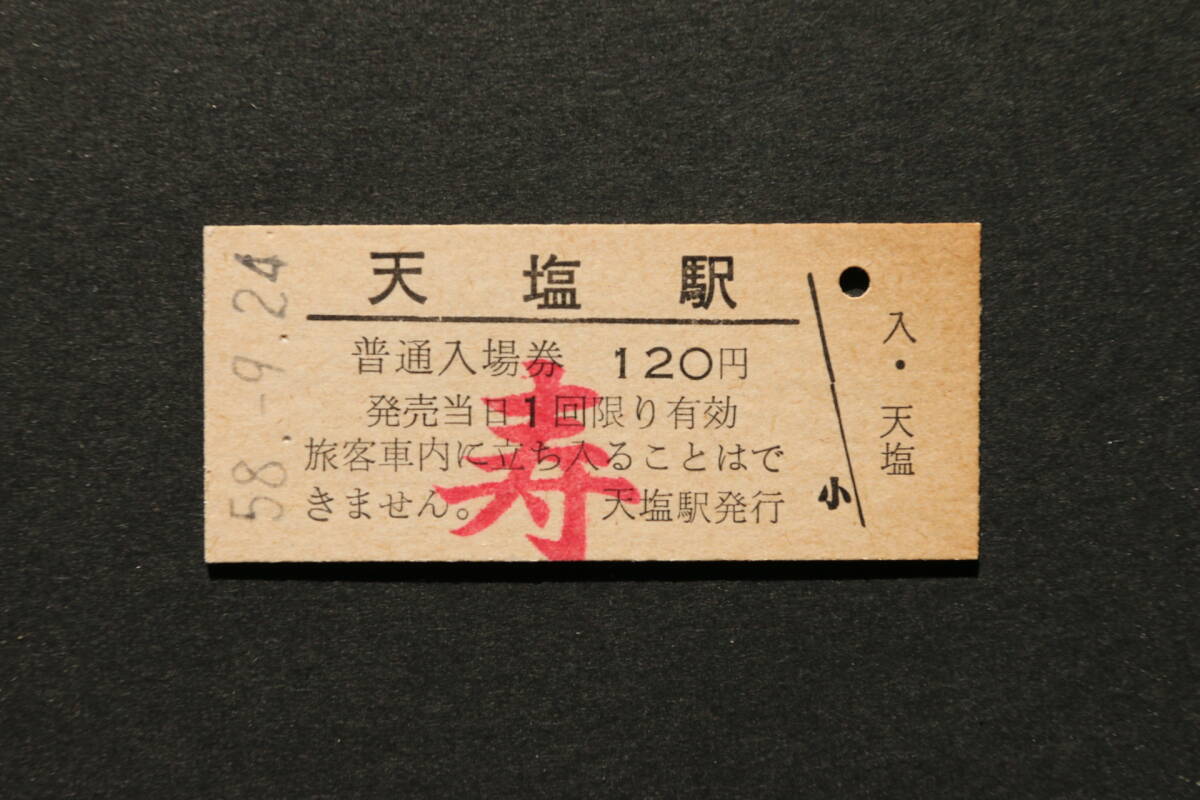 58.-9.24
天塩駅
普通入場券 120円
発売当日1回限り有効
旅客車内に立ち入ることはで
きません。 天塩駅発行
寿
小
入・天塩